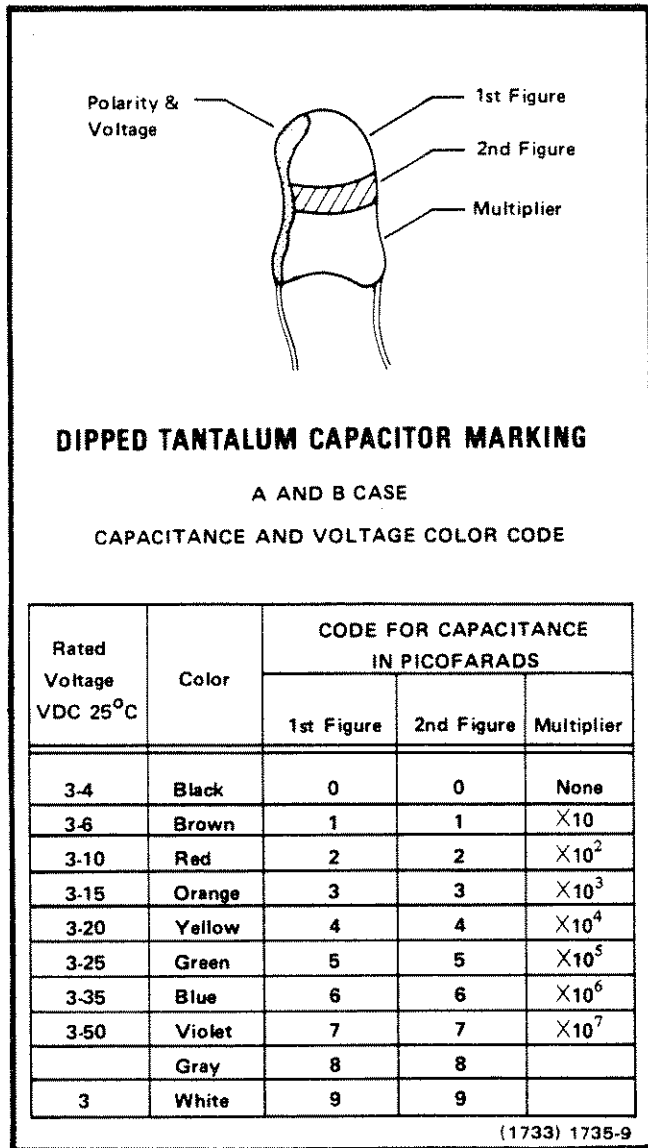 Polarity &
Voltage
1st Figure
2nd Figure
Multiplier
DIPPED TANTALUM CAPACITOR MARKING
A AND B CASE
CAPACITANCE AND VOLTAGE COLOR CODE
Rated
Voltage
VDC 25°C
Color
CODE FOR CAPACITANCE
IN PICOFARADS
1st Figure 2nd Figure Multiplier
3-4 Black 0 0 None
3-6 Brown 1 1 X10
3-10 Red 2 2 X10²
3-15 Orange 3 3 X10³
3-20 Yellow 4 4 X10⁴
3-25 Green 5 5 X10⁵
3-35 Blue 6 6 X10⁶
3-50 Violet 7 7 X10⁷
Gray 8 8
3 White 9 9
(1733) 1735-9